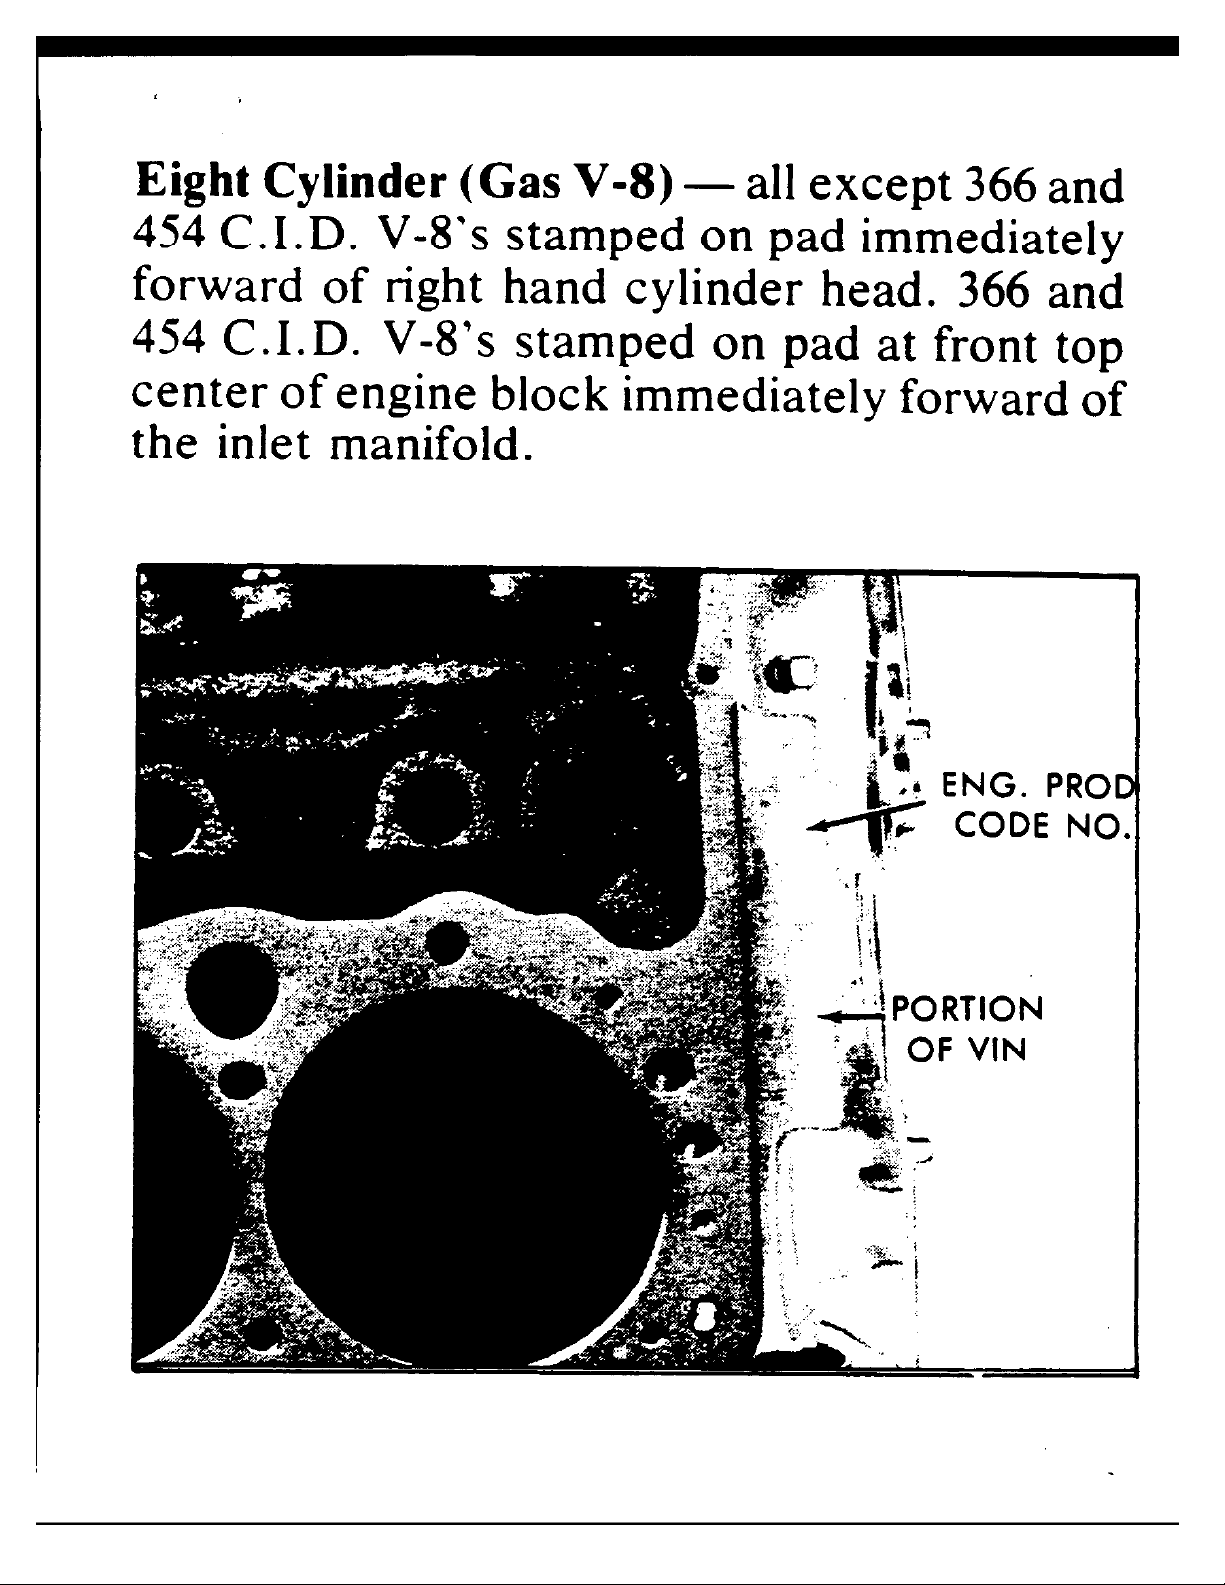 Eight Cylinder (Gas V-8) — all except 366 and
454 C.I.D. V-8's stamped on pad immediately
forward of right hand cylinder head. 366 and
454 C.I.D. V-8's stamped on pad at front top
center of engine block immediately forward of
the inlet manifold.
ENG. PROD
CODE NO.
PORTION
OF VIN